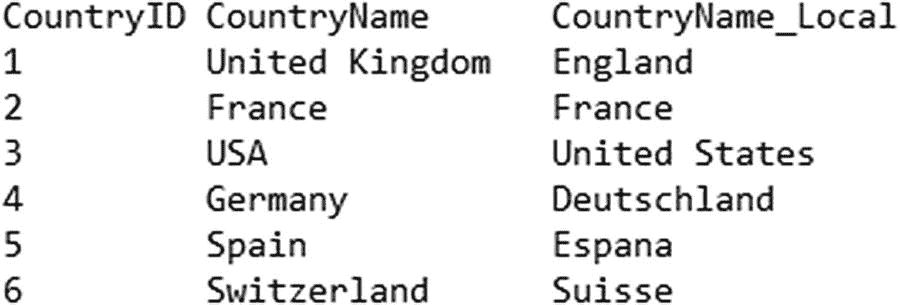 CountryID CountryName CountryName_Local
1 United Kingdom England
2 France France
3 USA United States
4 Germany Deutschland
5 Spain Espana
6 Switzerland Suisse